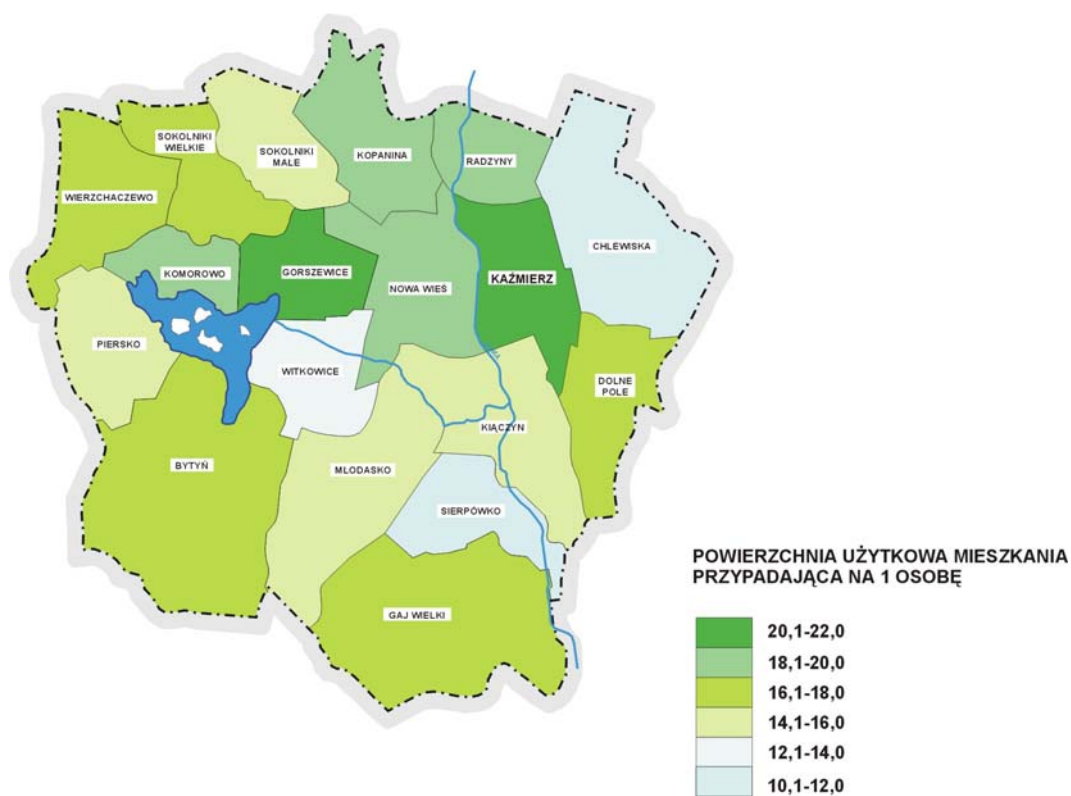 SOKOLNIKI
WIELKIE
SOKOLNIKI
MAŁE
KOPANINA
RADZYNY
WIERZCHACZEWO
CHLEWISKA
KOMOROWO
GORSZEWICE
KAŹMIERZ
NOWA WIEŚ
PIERSKO
WITKOWICE
DOLNE
POLE
KIĄCZYN
BYTYŃ
MŁODASKO
SIERPÓWKO
GAJ WIELKI
POWIERZCHNIA UŻYTKOWA MIESZKANIA
PRZYPADAJĄCA NA 1 OSOBĘ
20,1-22,0
18,1-20,0
16,1-18,0
14,1-16,0
12,1-14,0
10,1-12,0